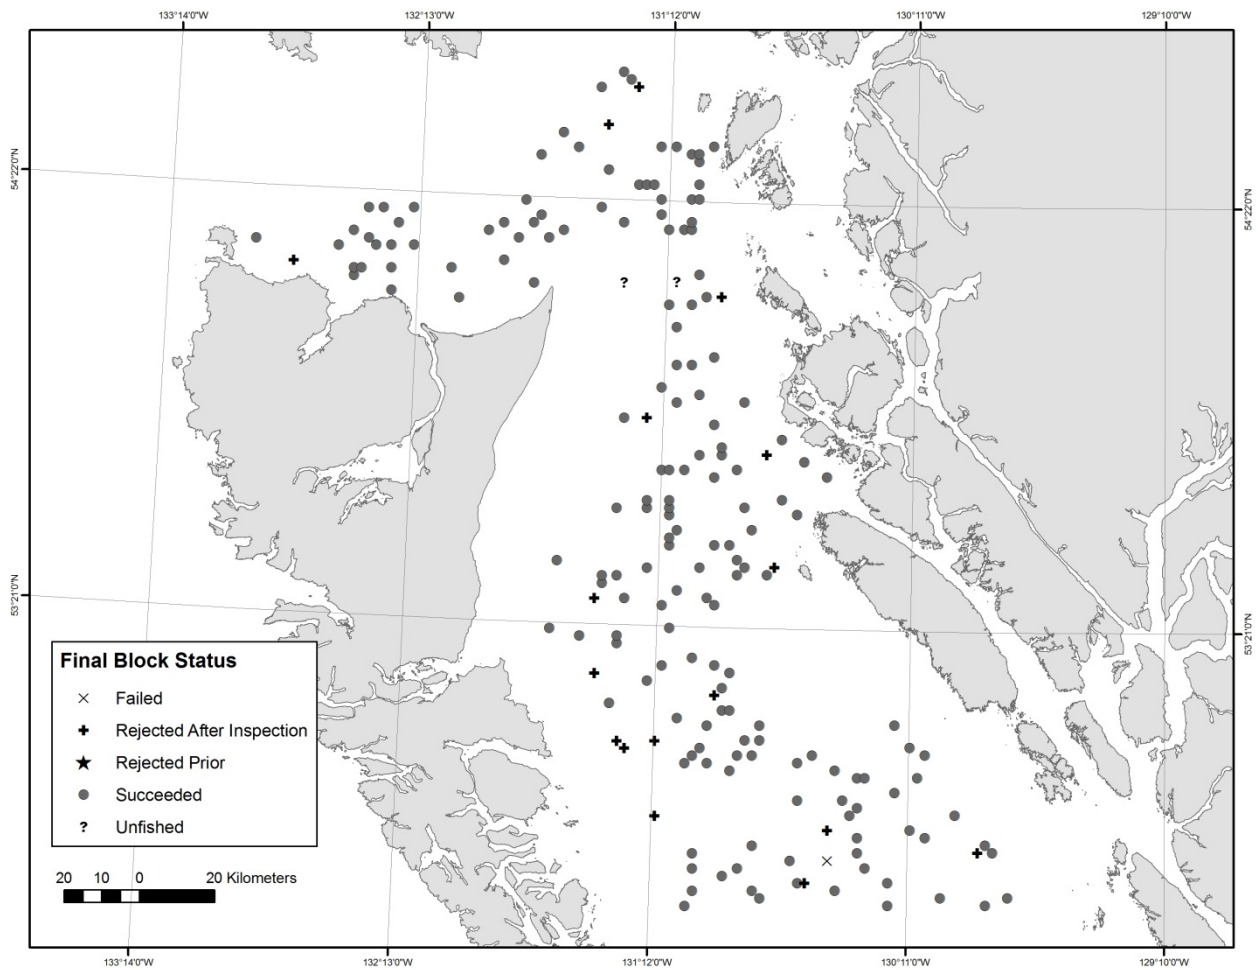 133°14'0"W 132°13'0"W 131°12'0"W 130°11'0"W 129°10'0"W
54°22'0"N
54°22'0"N
53°21'0"N
53°21'0"N
Final Block Status
Failed
Rejected After Inspection
Rejected Prior
Succeeded
? Unfished
? ?
20 10 0 20 Kilometers
133°14'0"W 132°13'0"W 131°12'0"W 130°11'0"W 129°10'0"W